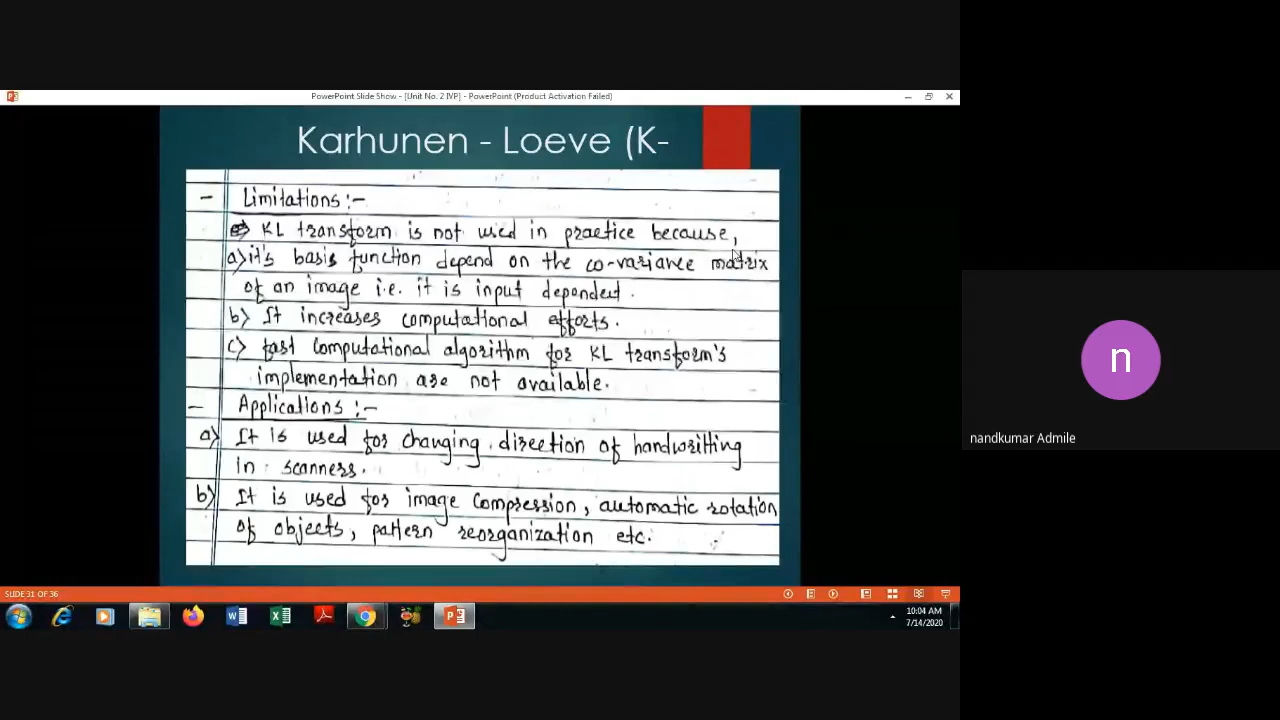 PowerPoint Slide Show - [Unit No. 2 IVP] - PowerPoint (Product Activation Failed)
Karhunen - Loeve (K-
- Limitations :-
KL transform is not used in practice because,
a) it's basis function depend on the co-variance matrix
of an image i.e. it is input dependent.
b) It increases computational efforts.
c) fast computational algorithm for KL transform's
implementation are not available.
- Applications :-
a) It is used for changing direction of handwritting
in scanners.
b) It is used for image compression, automatic rotation
of objects, pattern reorganization etc.
n
nandkumar Admile
SLIDE 31 OF 36
10:04 AM
7/14/2020